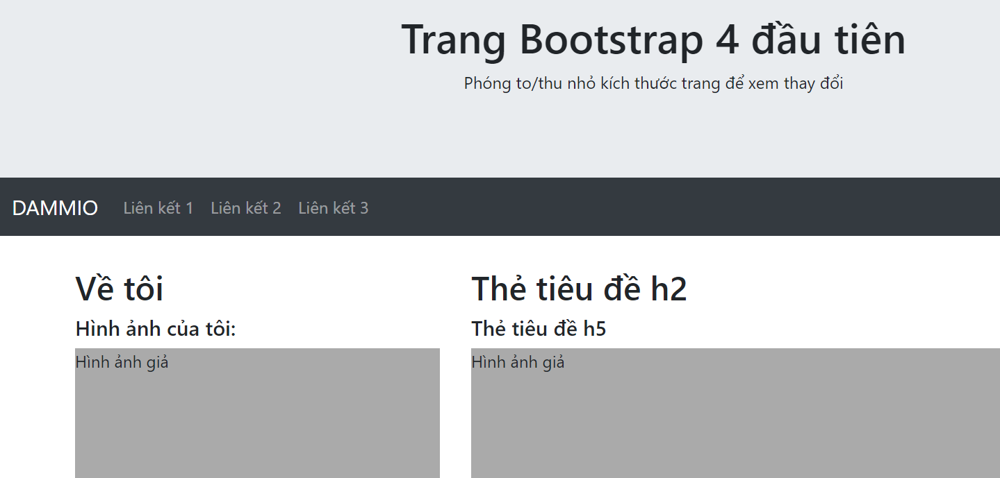 Trang Bootstrap 4 đầu tiên
Phóng to/thu nhỏ kích thước trang để xem thay đổi
DAMMIO Liên kết 1 Liên kết 2 Liên kết 3
Về tôi
Hình ảnh của tôi:
Hình ảnh giả
Thẻ tiêu đề h2
Thẻ tiêu đề h5
Hình ảnh giả